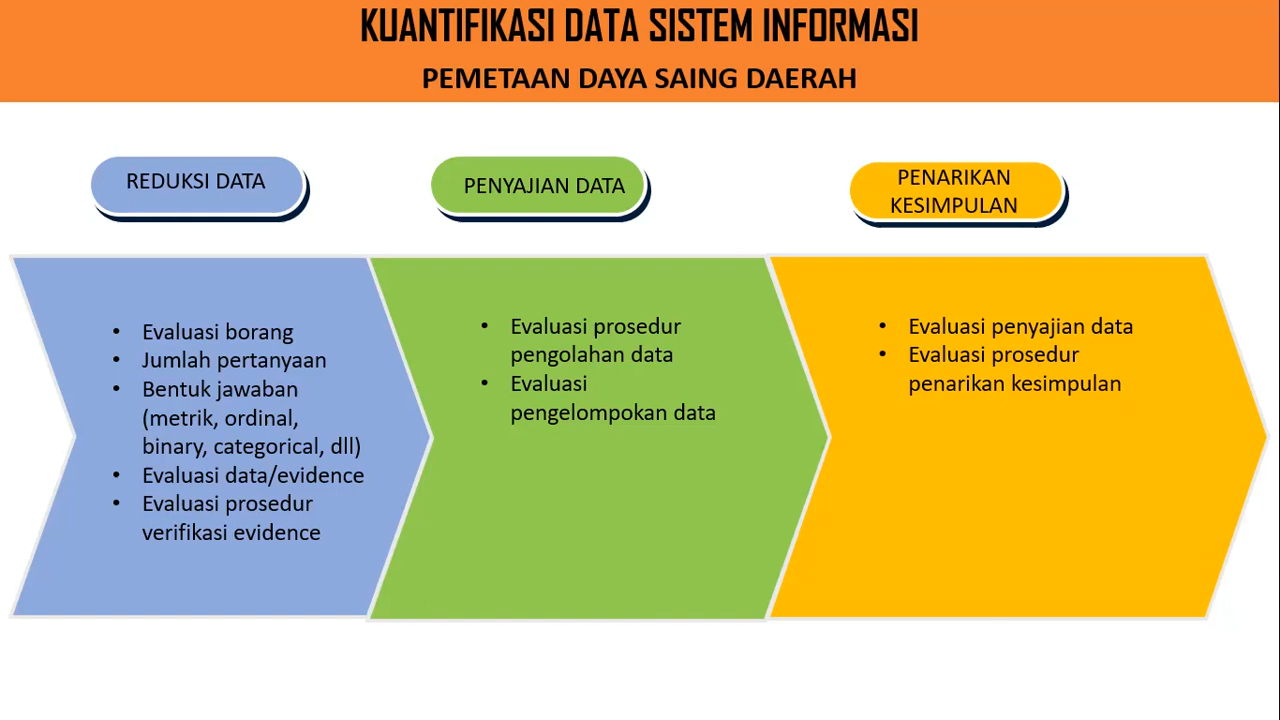 KUANTIFIKASI DATA SISTEM INFORMASI
PEMETAAN DAYA SAING DAERAH
REDUKSI DATA
• Evaluasi borang
• Jumlah pertanyaan
• Bentuk jawaban
(metrik, ordinal,
binary, categorical, dll)
• Evaluasi data/evidence
• Evaluasi prosedur
verifikasi evidence
PENYAJIAN DATA
• Evaluasi prosedur
pengolahan data
• Evaluasi
pengelompokan data
PENARIKAN
KESIMPULAN
• Evaluasi penyajian data
• Evaluasi prosedur
penarikan kesimpulan